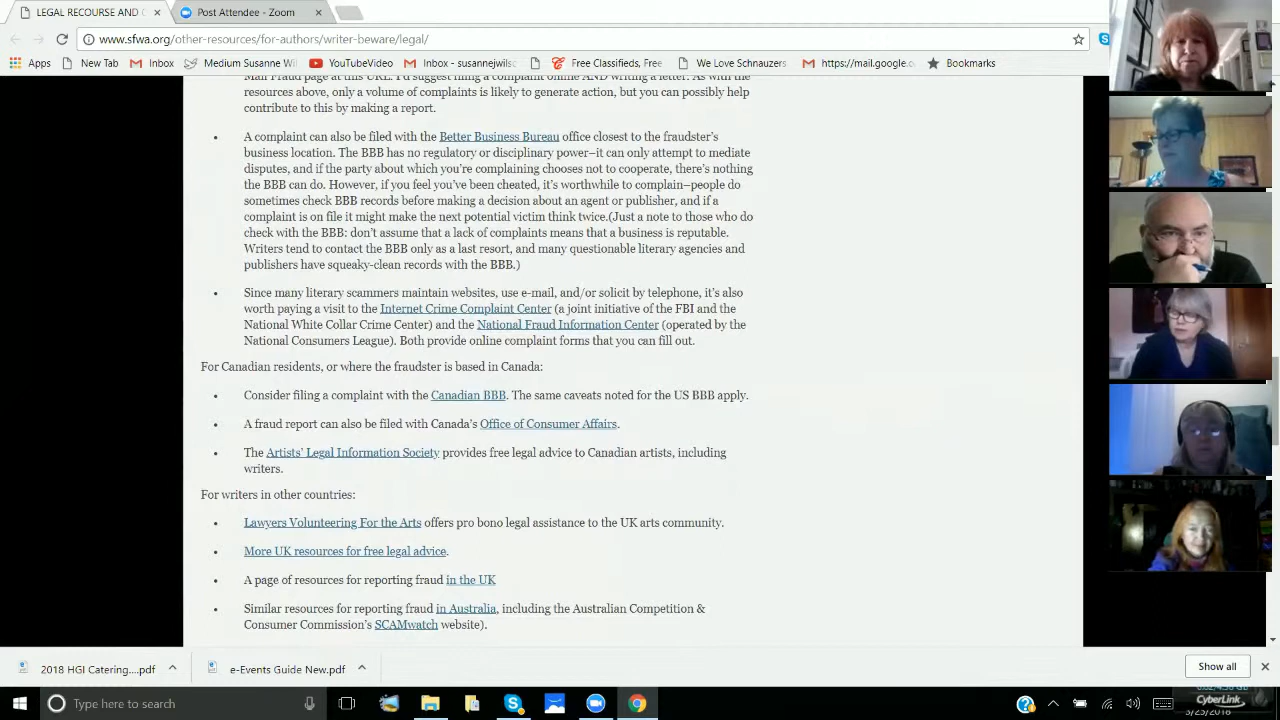 LEGAL RECOURSE AND
Post Attendee - Zoom
www.sfwa.org/other-resources/for-authors/writer-beware/legal/
Apps New Tab Inbox Medium Susanne Wil YouTubeVideo Inbox - susannejwils Free Classifieds, Free We Love Schnauzers https://mail.google.c Bookmarks
Mail Fraud page at this URL. I'd suggest filing a complaint online AND writing a letter. As with the
resources above, only a volume of complaints is likely to generate action, but you can possibly help
contribute to this by making a report.
• A complaint can also be filed with the Better Business Bureau office closest to the fraudster's
business location. The BBB has no regulatory or disciplinary power–it can only attempt to mediate
disputes, and if the party about which you're complaining chooses not to cooperate, there's nothing
the BBB can do. However, if you feel you've been cheated, it's worthwhile to complain–people do
sometimes check BBB records before making a decision about an agent or publisher, and if a
complaint is on file it might make the next potential victim think twice.(Just a note to those who do
check with the BBB: don't assume that a lack of complaints means that a business is reputable.
Writers tend to contact the BBB only as a last resort, and many questionable literary agencies and
publishers have squeaky-clean records with the BBB.)
• Since many literary scammers maintain websites, use e-mail, and/or solicit by telephone, it's also
worth paying a visit to the Internet Crime Complaint Center (a joint initiative of the FBI and the
National White Collar Crime Center) and the National Fraud Information Center (operated by the
National Consumers League). Both provide online complaint forms that you can fill out.
For Canadian residents, or where the fraudster is based in Canada:
• Consider filing a complaint with the Canadian BBB. The same caveats noted for the US BBB apply.
• A fraud report can also be filed with Canada's Office of Consumer Affairs.
• The Artists' Legal Information Society provides free legal advice to Canadian artists, including
writers.
For writers in other countries:
• Lawyers Volunteering For the Arts offers pro bono legal assistance to the UK arts community.
• More UK resources for free legal advice.
• A page of resources for reporting fraud in the UK
• Similar resources for reporting fraud in Australia, including the Australian Competition &
Consumer Commission's SCAMwatch website).
2018 HGI Catering....pdf
e-Events Guide New.pdf
Show all
Type here to search
CyberLink
3/25/2018